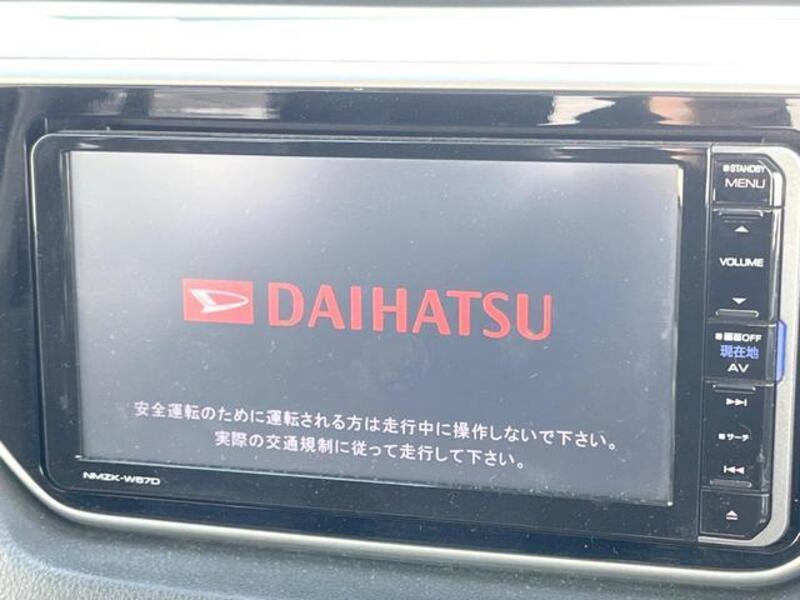 DAIHATSU
安全運転のために運転される方は走行中に操作しないで下さい。
実際の交通規制に従って走行して下さい。
NMZK-W67D
STANDBY
MENU
VOLUME
画面OFF
現在地
AV
サーチ